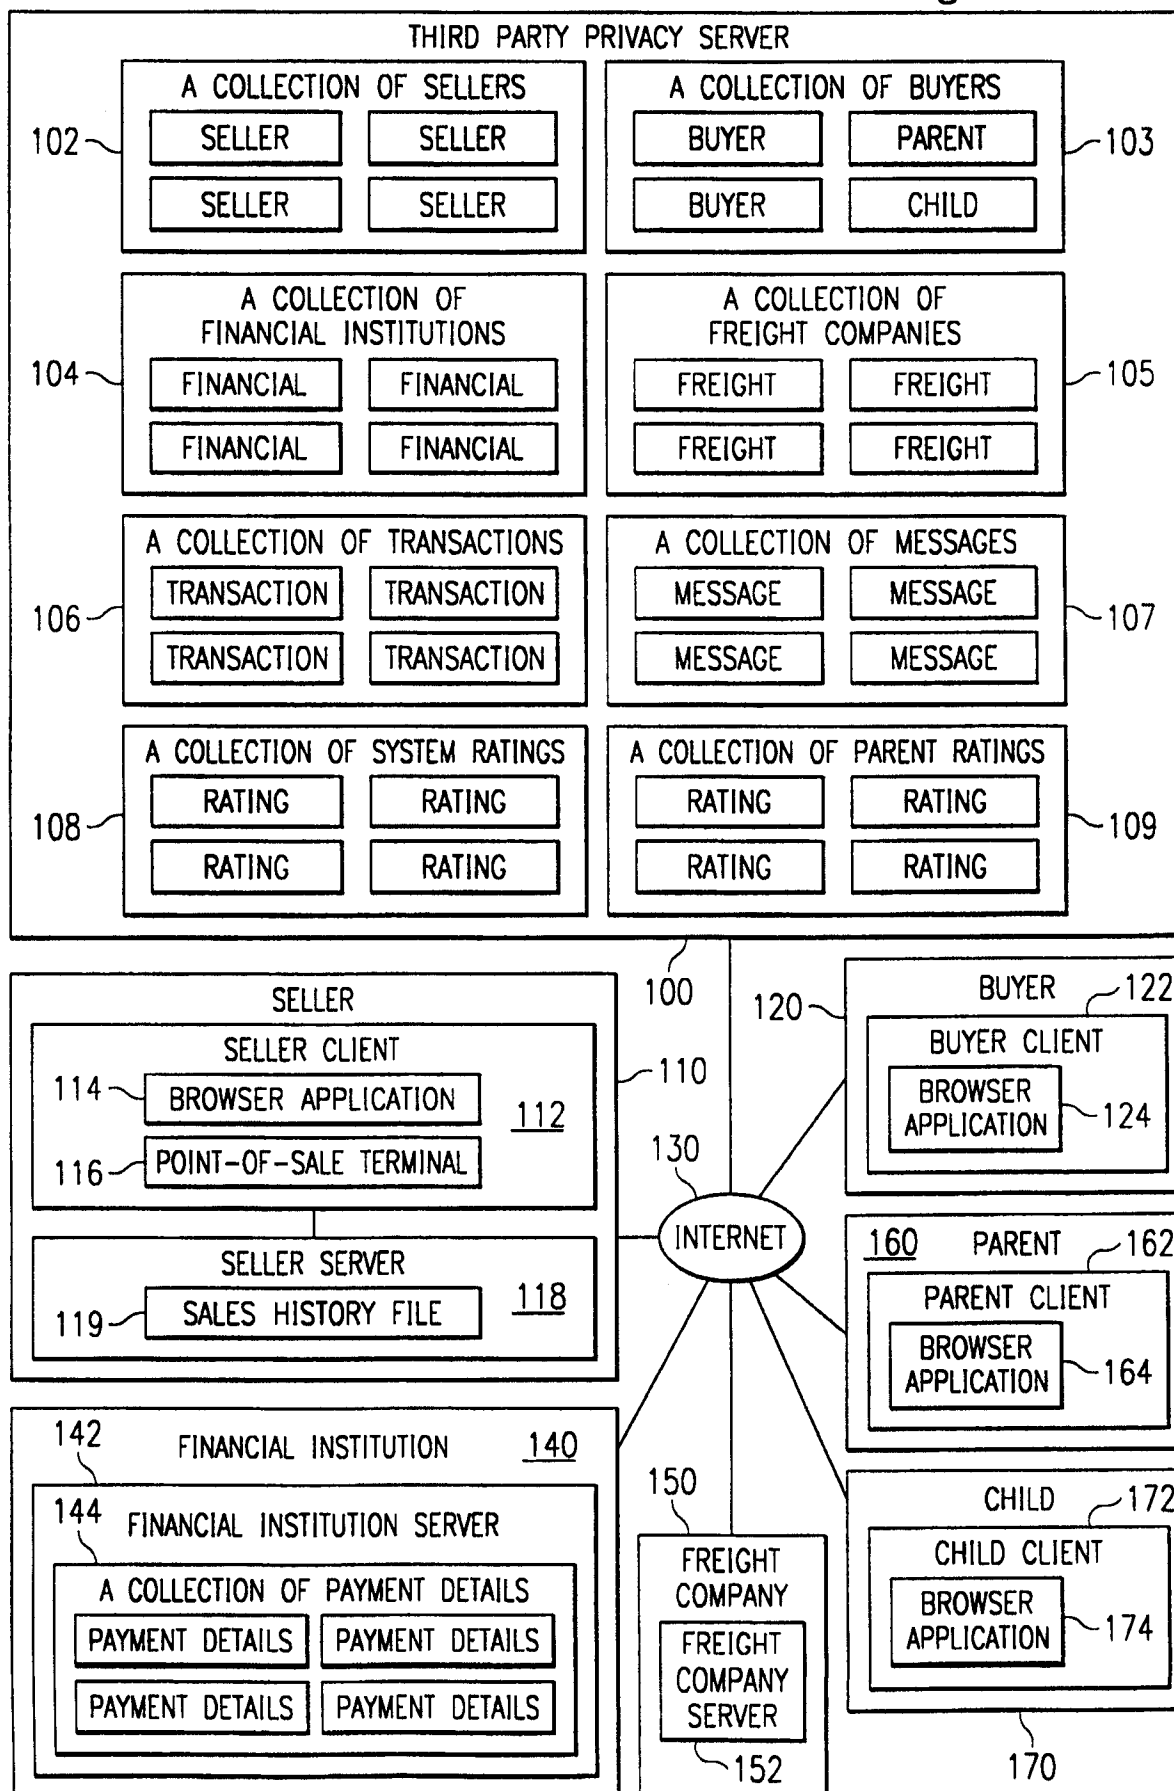 THIRD PARTY PRIVACY SERVER
A COLLECTION OF SELLERS
SELLER SELLER
SELLER SELLER
102
A COLLECTION OF BUYERS
BUYER PARENT
BUYER CHILD
103
A COLLECTION OF
FINANCIAL INSTITUTIONS
FINANCIAL FINANCIAL
FINANCIAL FINANCIAL
104
A COLLECTION OF
FREIGHT COMPANIES
FREIGHT FREIGHT
FREIGHT FREIGHT
105
A COLLECTION OF TRANSACTIONS
TRANSACTION TRANSACTION
TRANSACTION TRANSACTION
106
A COLLECTION OF MESSAGES
MESSAGE MESSAGE
MESSAGE MESSAGE
107
A COLLECTION OF SYSTEM RATINGS
RATING RATING
RATING RATING
108
A COLLECTION OF PARENT RATINGS
RATING RATING
RATING RATING
109
100
SELLER
SELLER CLIENT
114 BROWSER APPLICATION
112
116 POINT-OF-SALE TERMINAL
110
SELLER SERVER
119 SALES HISTORY FILE
118
130
INTERNET
120
BUYER
122
BUYER CLIENT
BROWSER
APPLICATION
124
160 PARENT 162
PARENT CLIENT
BROWSER
APPLICATION
164
142
FINANCIAL INSTITUTION 140
144
FINANCIAL INSTITUTION SERVER
A COLLECTION OF PAYMENT DETAILS
PAYMENT DETAILS PAYMENT DETAILS
PAYMENT DETAILS PAYMENT DETAILS
150
FREIGHT
COMPANY
FREIGHT
COMPANY
SERVER
152
CHILD 172
CHILD CLIENT
BROWSER
APPLICATION
174
170